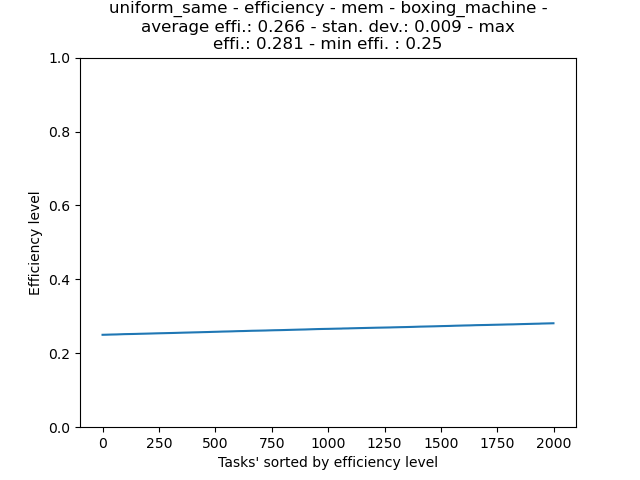 uniform_same - efficiency - mem - boxing_machine -
average effi.: 0.266 - stan. dev.: 0.009 - max
effi.: 0.281 - min effi. : 0.25
1.0
0.8
0.6
0.4
0.2
0.0
Efficiency level
0 250 500 750 1000 1250 1500 1750 2000
Tasks' sorted by efficiency level